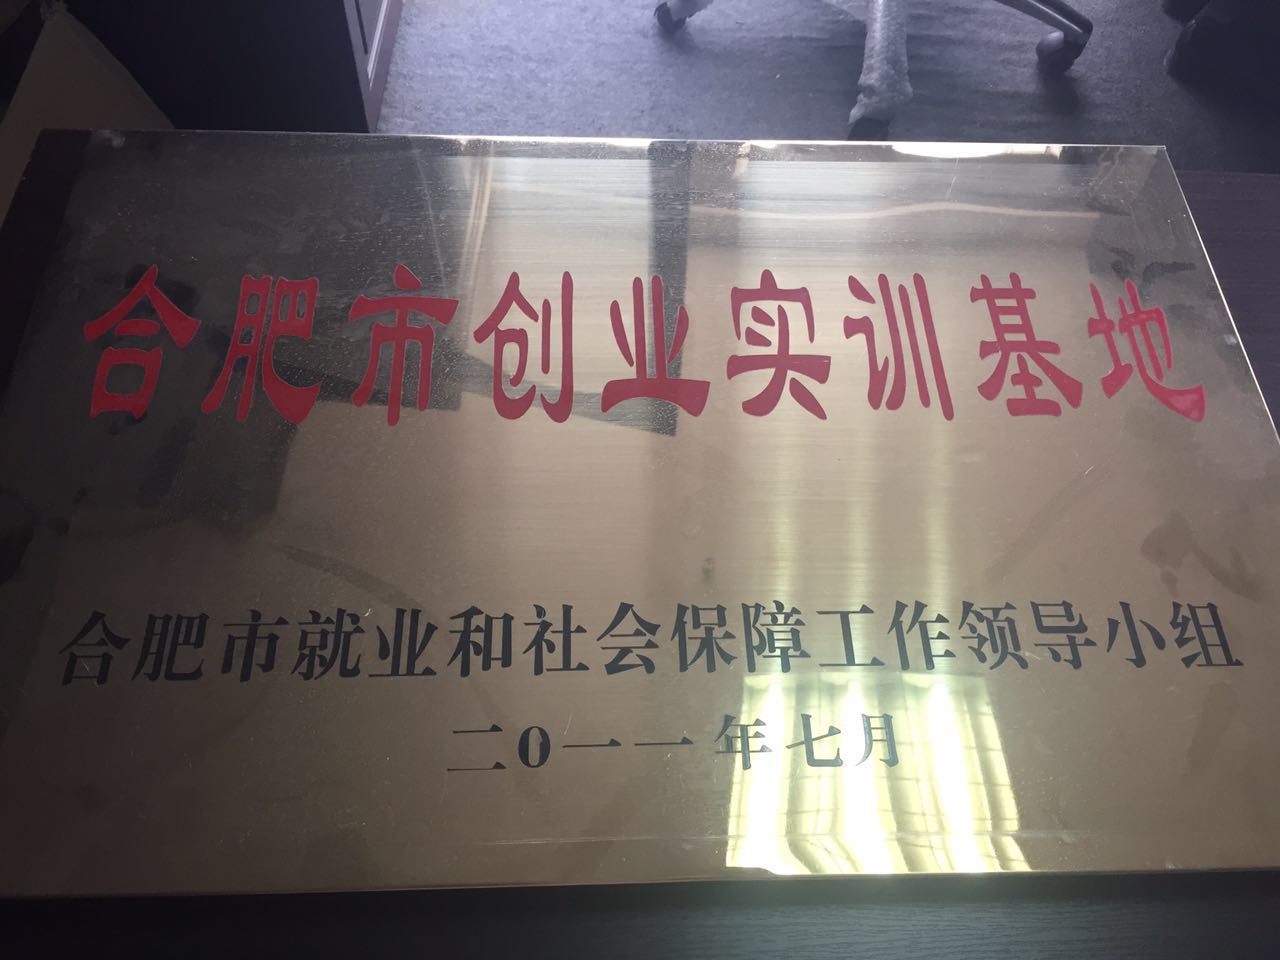 合肥市创业实训基地
合肥市就业和社会保障工作领导小组
二0一一年七月